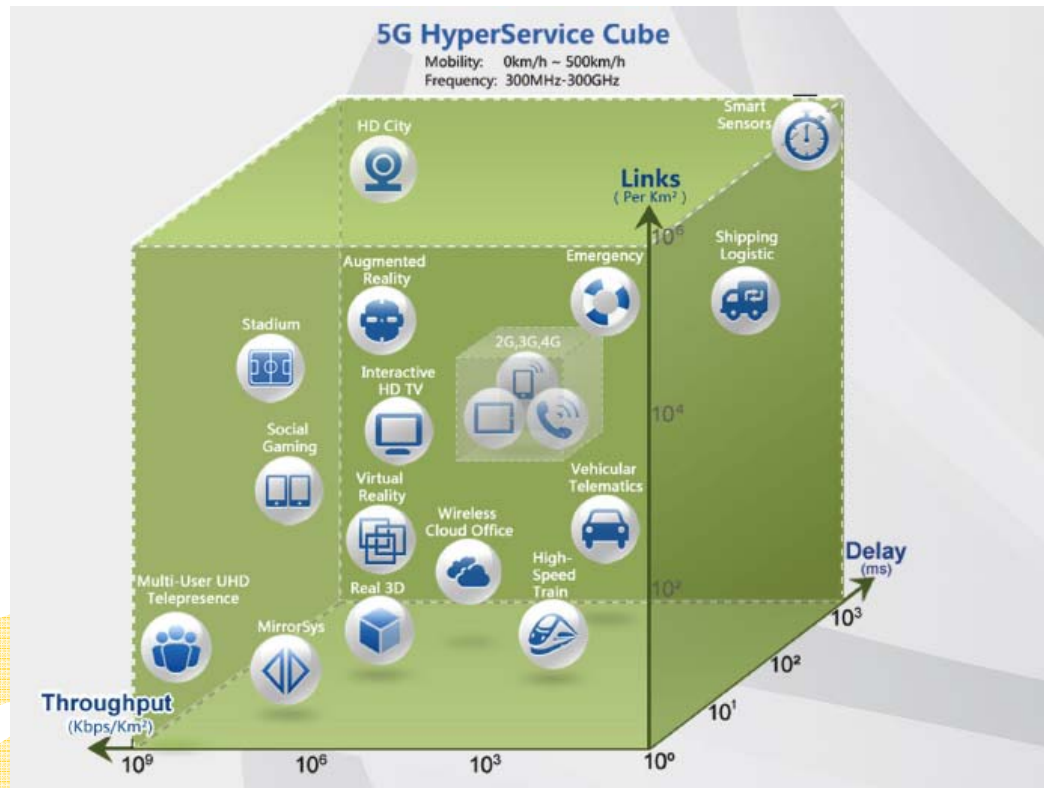 5G HyperService Cube
Mobility: 0km/h ~ 500km/h
Frequency: 300MHz-300GHz
Smart
Sensors
HD City
Links
( Per Km² )
10⁶
Shipping
Logistic
Emergency
Augmented
Reality
Stadium
2G,3G,4G
Interactive
HD TV
10⁴
Social
Gaming
Vehicular
Telematics
Virtual
Reality
Wireless
Cloud Office
High-
Speed
Train
Delay
(ms)
Multi-User UHD
Telepresence
Real 3D
10²
10³
MirrorSys
10²
Throughput
(Kbps/Km²)
10¹
10⁹
10⁶
10³
10⁰